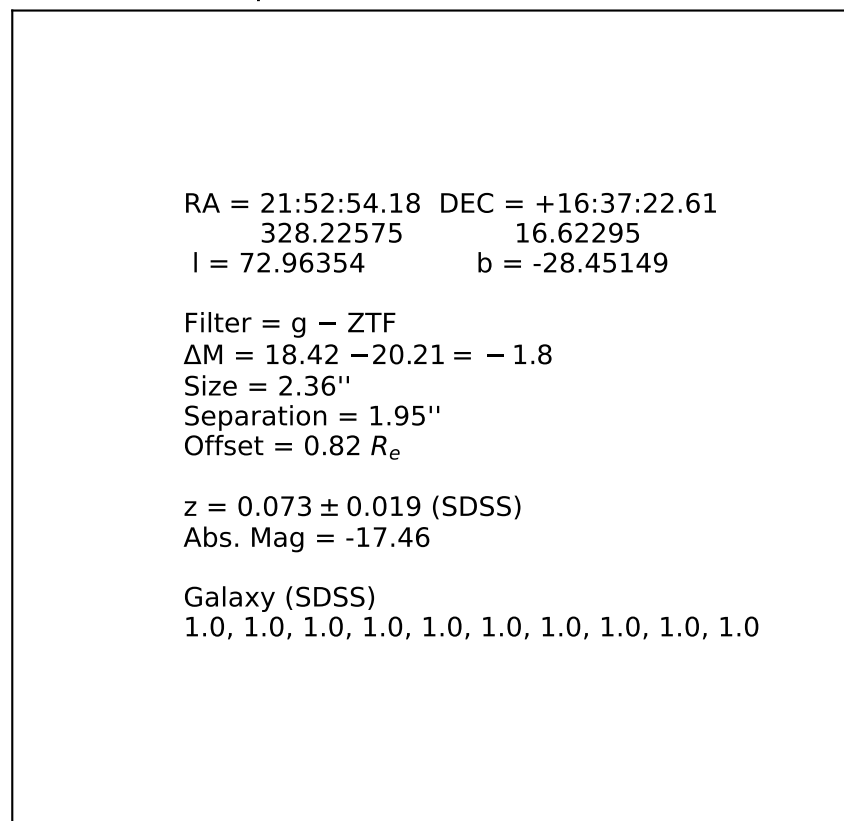 RA = 21:52:54.18  DEC = +16:37:22.61
328.22575  16.62295
l = 72.96354  b = -28.45149
Filter = g − ZTF
ΔM = 18.42 −20.21 = − 1.8
Size = 2.36''
Separation = 1.95''
Offset = 0.82 Rₑ
z = 0.073 ± 0.019 (SDSS)
Abs. Mag = -17.46
Galaxy (SDSS)
1.0, 1.0, 1.0, 1.0, 1.0, 1.0, 1.0, 1.0, 1.0, 1.0